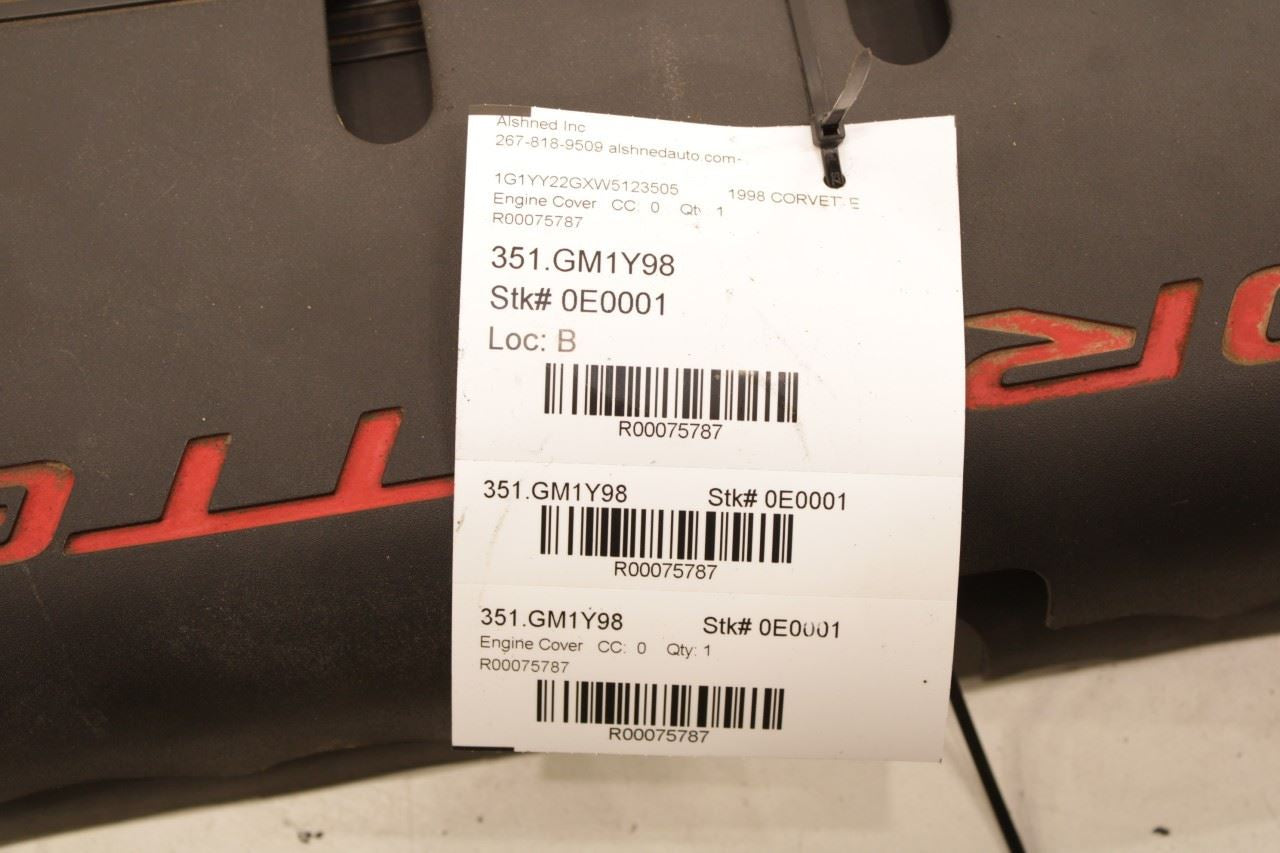 Alshned Inc
267-818-9509 alshnedauto.com-
1G1YY22GXW5123505 1998 CORVETTE
Engine Cover CC: 0 Qty: 1
R00075787
351.GM1Y98
Stk# 0E0001
Loc: B
R00075787
351.GM1Y98 Stk# 0E0001
R00075787
351.GM1Y98 Stk# 0E0001
Engine Cover CC: 0 Qty: 1
R00075787
R00075787